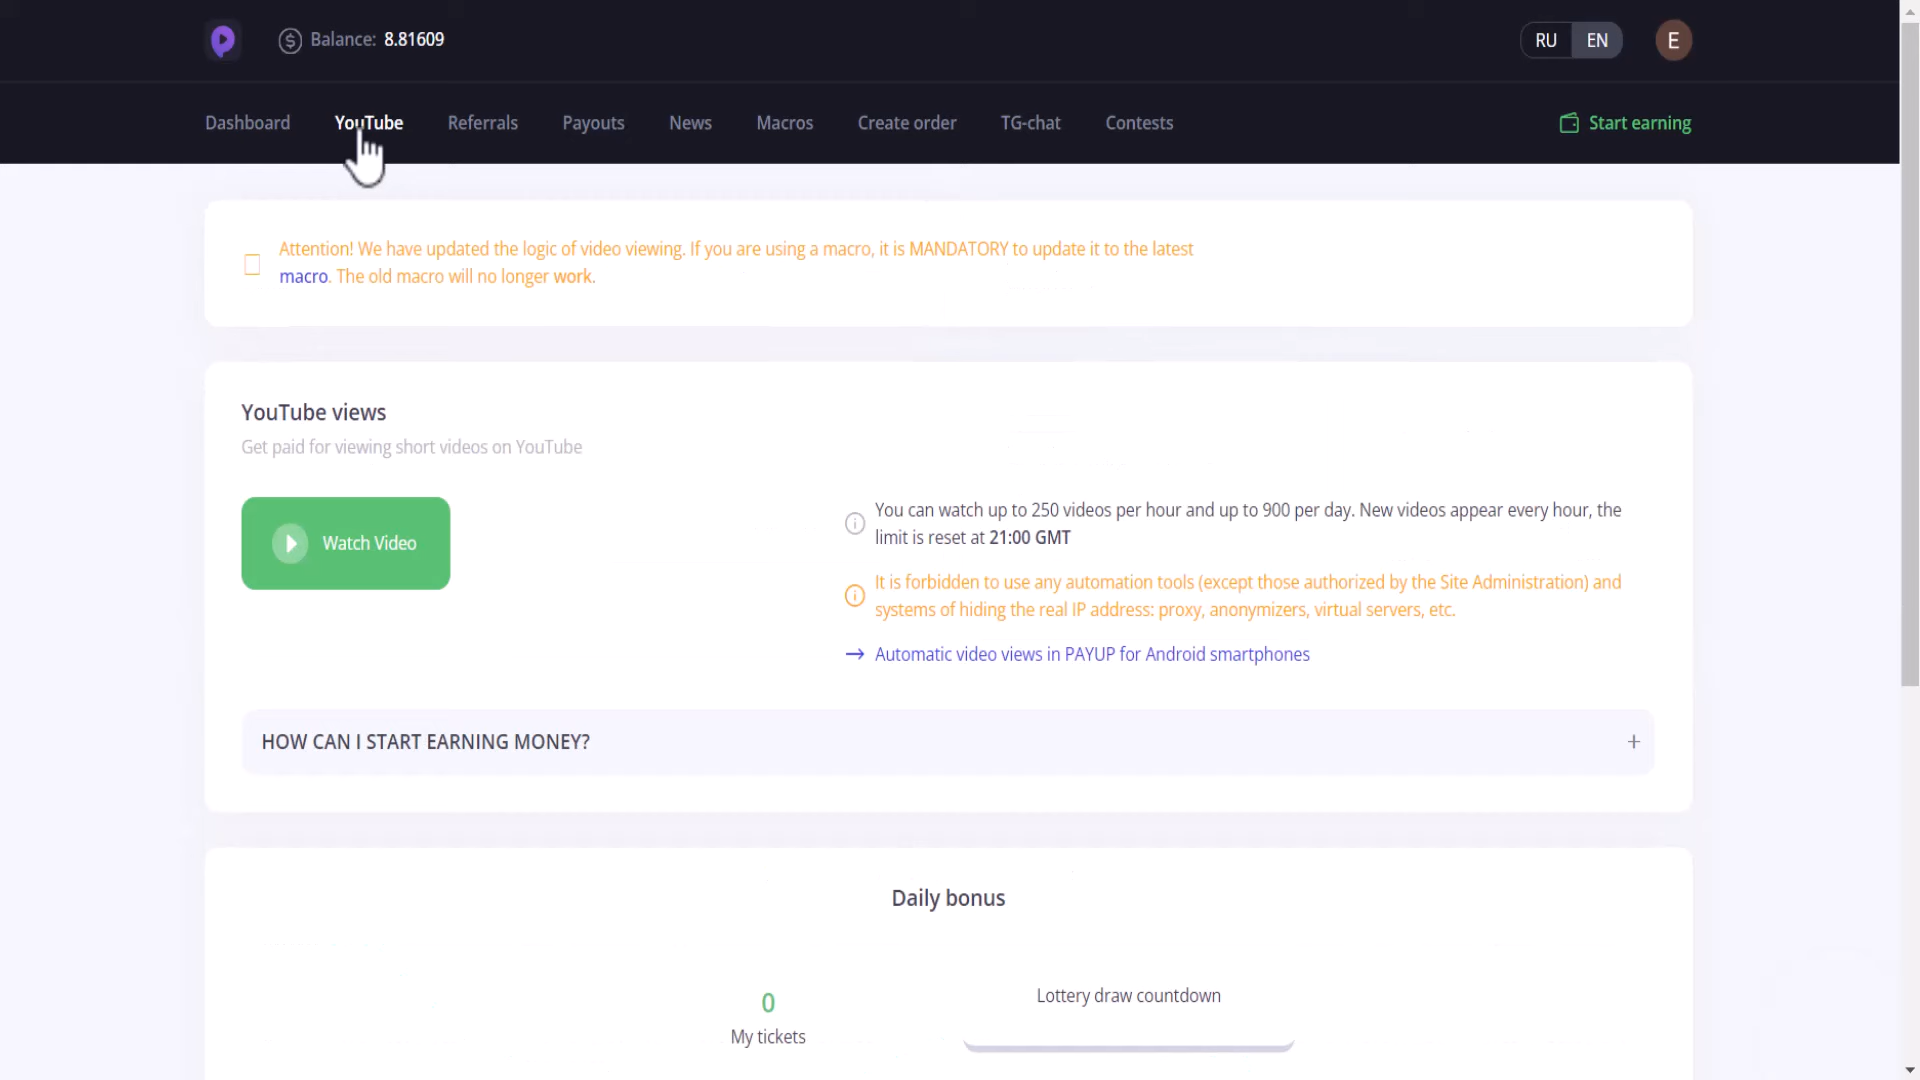 Balance: 8.81609
RU EN E
Dashboard YouTube Referrals Payouts News Macros Create order TG-chat Contests Start earning
Attention! We have updated the logic of video viewing. If you are using a macro, it is MANDATORY to update it to the latest
macro. The old macro will no longer work.
YouTube views
Get paid for viewing short videos on YouTube
Watch Video
You can watch up to 250 videos per hour and up to 900 per day. New videos appear every hour, the
limit is reset at 21:00 GMT
It is forbidden to use any automation tools (except those authorized by the Site Administration) and
systems of hiding the real IP address: proxy, anonymizers, virtual servers, etc.
→ Automatic video views in PAYUP for Android smartphones
HOW CAN I START EARNING MONEY? +
Daily bonus
0
My tickets
Lottery draw countdown